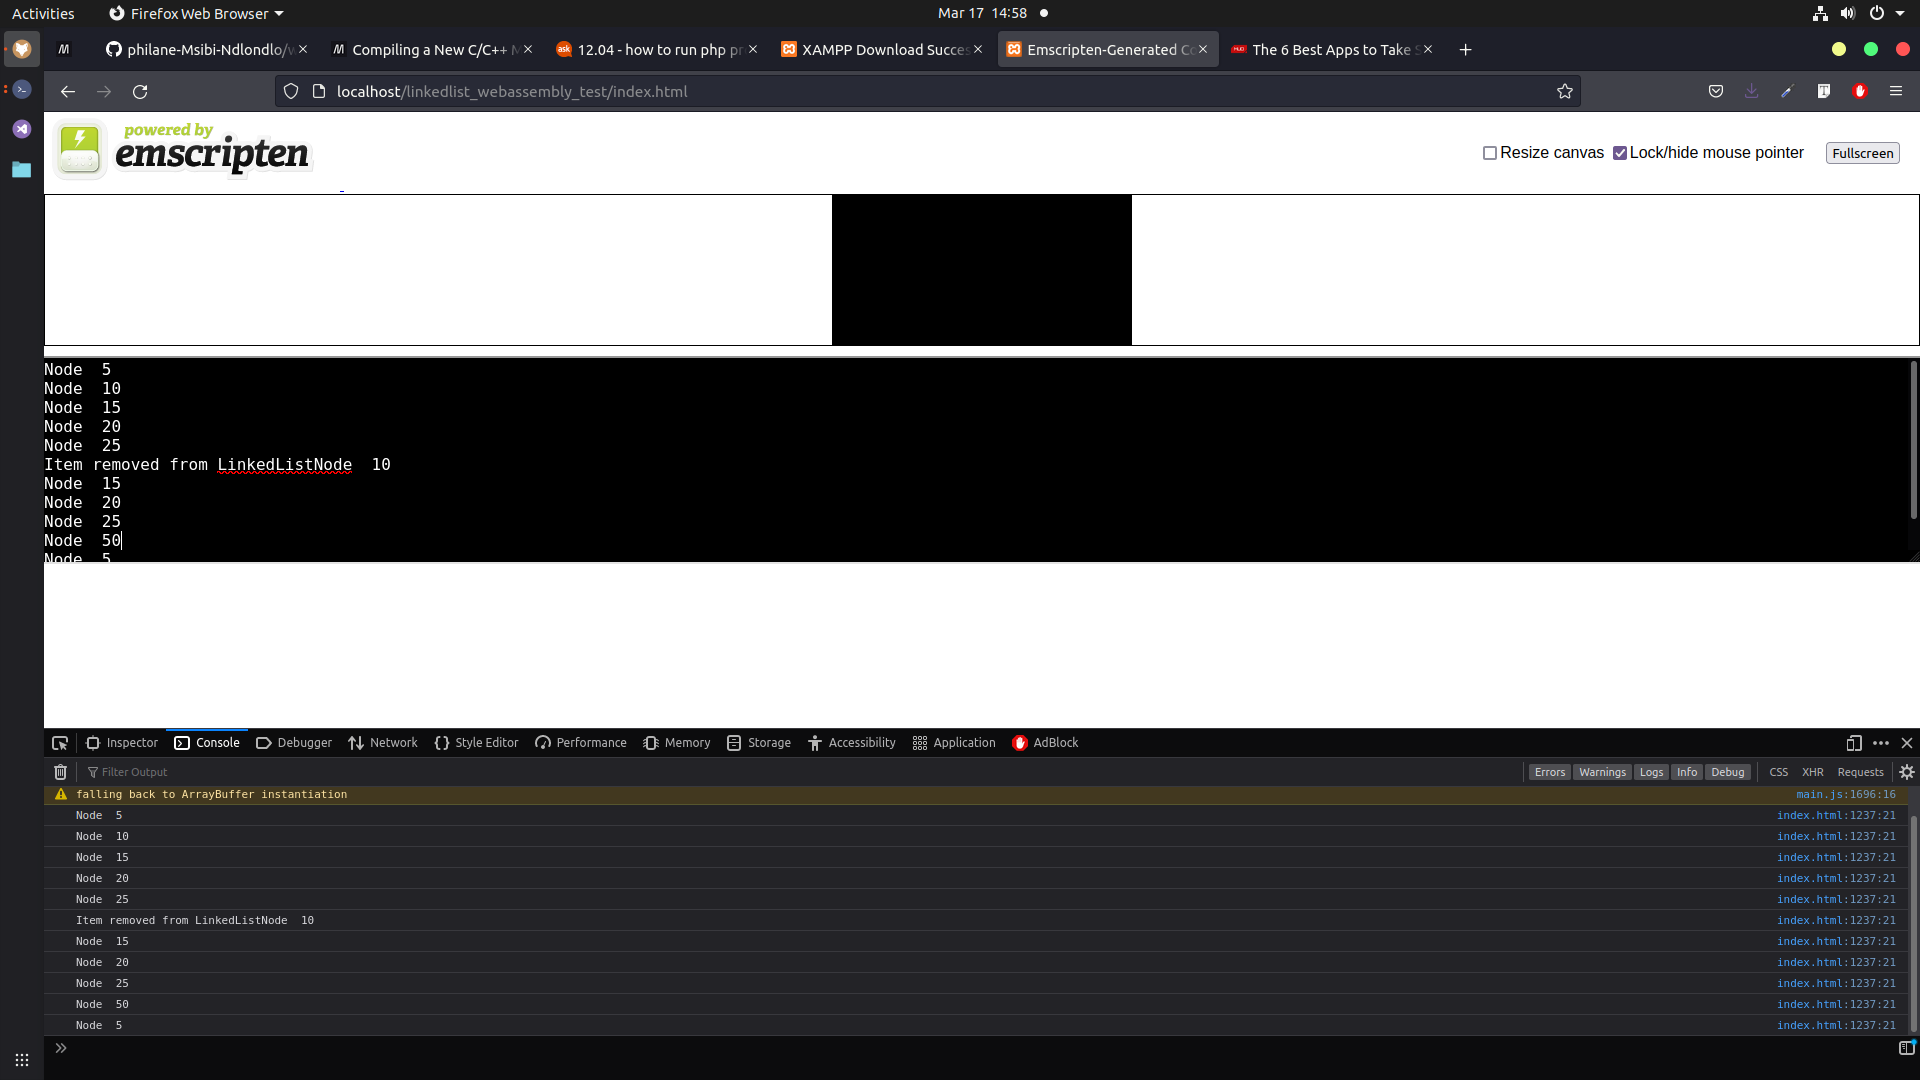 Activities
Firefox Web Browser
Mar 17 14:58
philane-Msibi-Ndlondlo/w
Compiling a New C/C++ M
12.04 - how to run php pr
XAMPP Download Succes
Emscripten-Generated Co
The 6 Best Apps to Take S
localhost/linkedlist_webassembly_test/index.html
powered by
emscripten
Resize canvas
Lock/hide mouse pointer
Fullscreen
Node  5
Node  10
Node  15
Node  20
Node  25
Item removed from LinkedListNode  10
Node  15
Node  20
Node  25
Node  50
Node  5
Inspector
Console
Debugger
Network
Style Editor
Performance
Memory
Storage
Accessibility
Application
AdBlock
Filter Output
Errors
Warnings
Logs
Info
Debug
CSS
XHR
Requests
falling back to ArrayBuffer instantiation main.js:1696:16
Node  5 index.html:1237:21
Node  10 index.html:1237:21
Node  15 index.html:1237:21
Node  20 index.html:1237:21
Node  25 index.html:1237:21
Item removed from LinkedListNode  10 index.html:1237:21
Node  15 index.html:1237:21
Node  20 index.html:1237:21
Node  25 index.html:1237:21
Node  50 index.html:1237:21
Node  5 index.html:1237:21